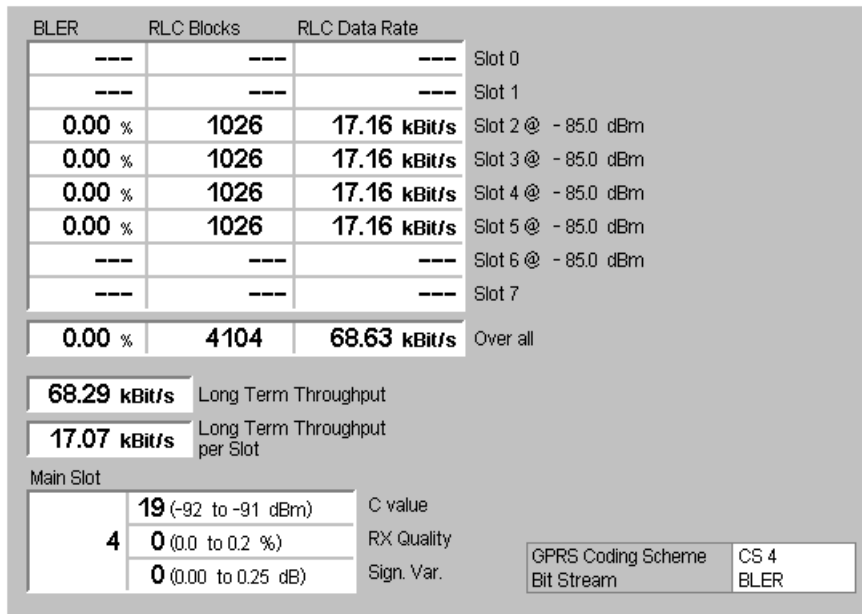 BLER RLC Blocks RLC Data Rate
--- --- --- Slot 0
--- --- --- Slot 1
0.00 % 1026 17.16 kBit/s Slot 2 @ - 85.0 dBm
0.00 % 1026 17.16 kBit/s Slot 3 @ - 85.0 dBm
0.00 % 1026 17.16 kBit/s Slot 4 @ - 85.0 dBm
0.00 % 1026 17.16 kBit/s Slot 5 @ - 85.0 dBm
--- --- --- Slot 6 @ - 85.0 dBm
--- --- --- Slot 7
0.00 % 4104 68.63 kBit/s Over all
68.29 kBit/s Long Term Throughput
17.07 kBit/s Long Term Throughput
per Slot
Main Slot
19 (-92 to -91 dBm) C value
4 0 (0.0 to 0.2 %) RX Quality
0 (0.00 to 0.25 dB) Sign. Var.
GPRS Coding Scheme CS 4
Bit Stream BLER